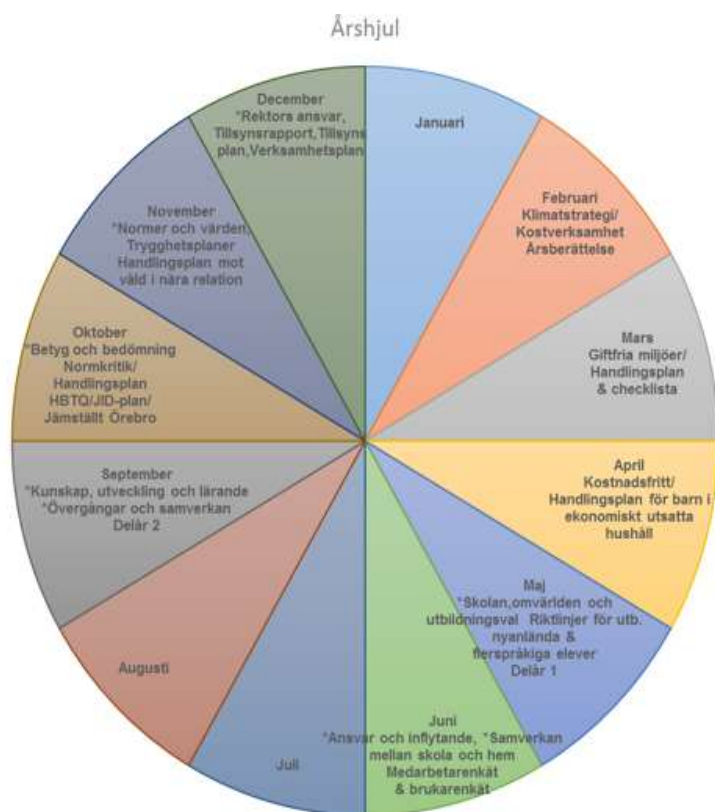 Årshjul
Januari
Februari
Klimatstrategi/
Kostverksamhet
Årsberättelse
Mars
Giftfria miljöer/
Handlingsplan
& checklista
April
Kostnadsfritt/
Handlingsplan för barn i
ekonomiskt utsatta
hushåll
Maj
*Skolan,omvärlden och
utbildningsval Riktlinjer för utb.
nyanlända &
flerspråkiga elever
Delår 1
Juni
*Ansvar och inflytande, *Samverkan
mellan skola och hem
Medarbetarenkät
& brukarenkät
Juli
Augusti
September
*Kunskap, utveckling och lärande
*Övergångar och samverkan
Delår 2
Oktober
*Betyg och bedömning
Normkritik/
Handlingsplan
HBTQ/JID-plan/
Jämställt Örebro
November
*Normer och värden,
Trygghetsplaner
Handlingsplan mot
våld i nära relation
December
*Rektors ansvar,
Tillsynsrapport,Tillsyns
plan,Verksamhetsplan